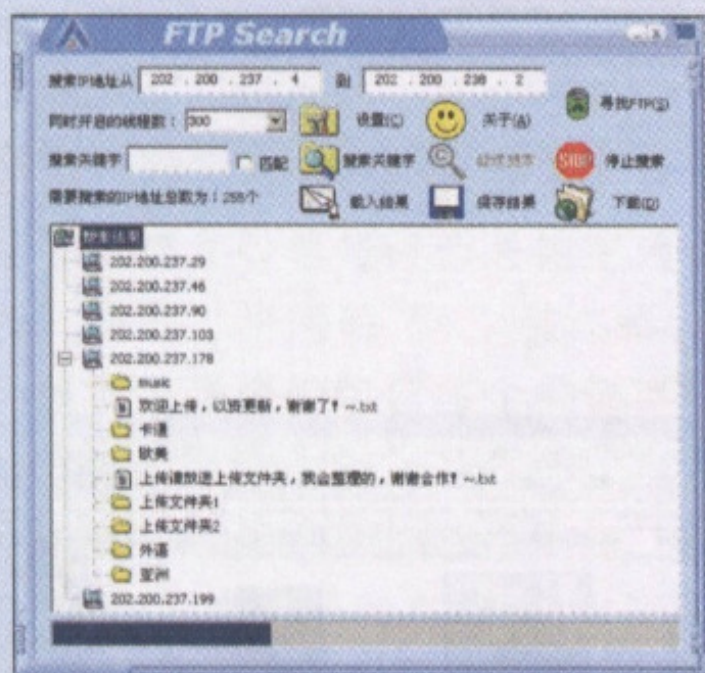 FTP Search
搜索IP地址从 202 . 200 . 237 . 4 到 202 . 200 . 238 . 2
寻找FTP(S)
同时开启的线程数： 300 设置(C) 关于(A)
搜索关键字 匹配 搜索关键字 停止搜索
需要搜索的IP地址总数为：255个 载入结果 保存结果 下载(D)
搜索结果
202.200.237.29
202.200.237.46
202.200.237.90
202.200.237.103
202.200.237.178
music
欢迎上传，以资更新，谢谢了！~.txt
卡通
欧美
上传请放进上传文件夹，我会整理的，谢谢合作！~.txt
上传文件夹1
上传文件夹2
外语
亚洲
202.200.237.199